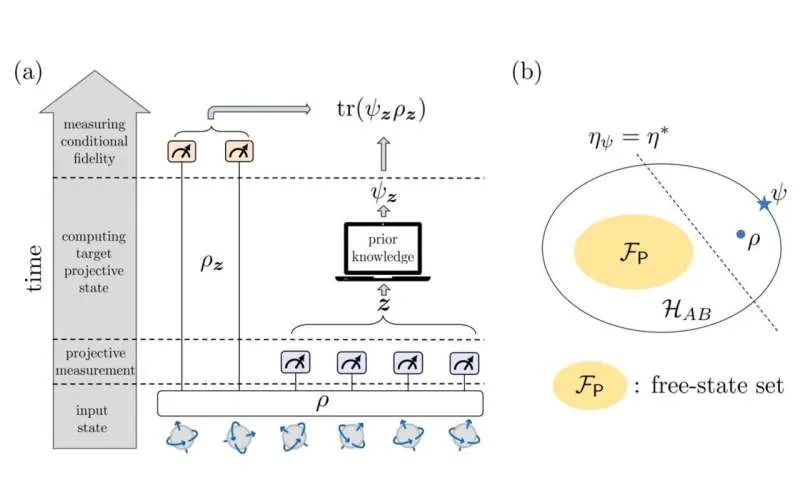 (a)
measuring
conditional
fidelity
computing
target
projective
state
projective
measurement
input
state
time
tr(ψ_z ρ_z)
ψ_z
prior
knowledge
z
ρ_z
ρ
(b)
η_ψ = η*
ψ
ρ
F_P
H_AB
F_P : free-state set